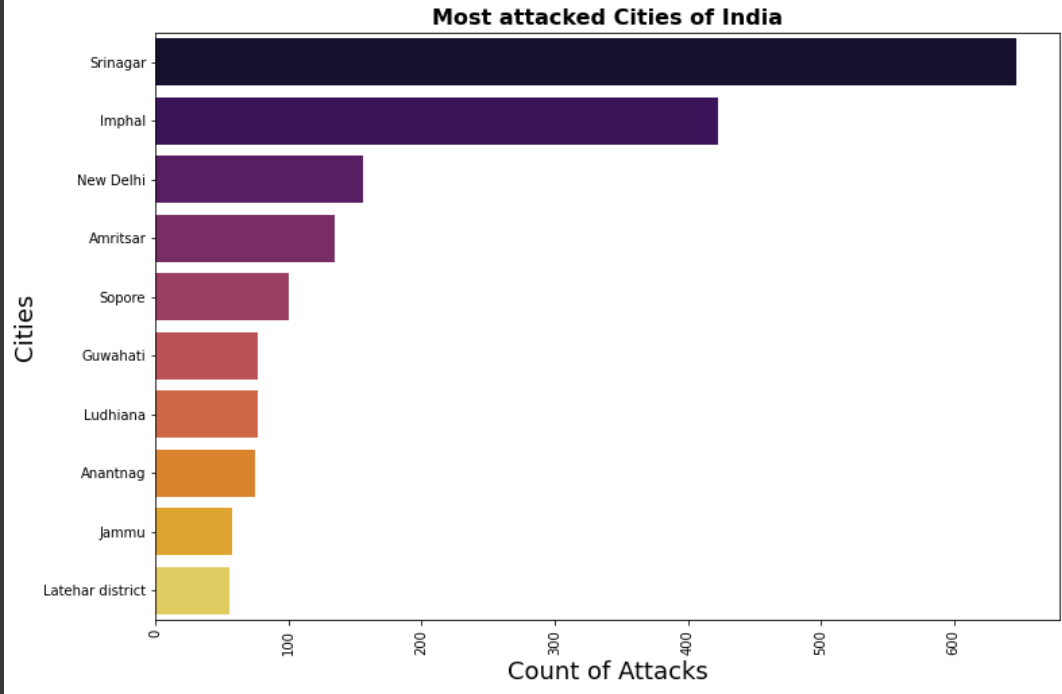 Most attacked Cities of India
Cities
Srinagar
Imphal
New Delhi
Amritsar
Sopore
Guwahati
Ludhiana
Anantnag
Jammu
Latehar district
0 100 200 300 400 500 600
Count of Attacks